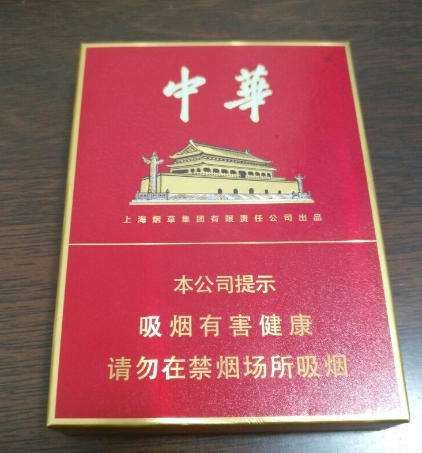 中華
上海烟草集团有限责任公司出品
本公司提示
吸烟有害健康
请勿在禁烟场所吸烟